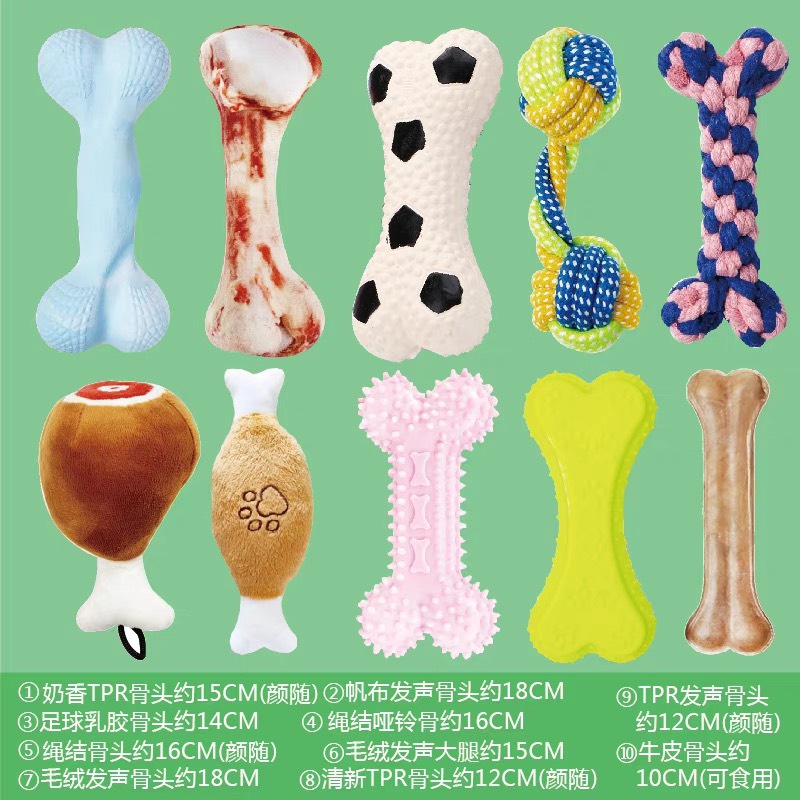 ①奶香TPR骨头约15CM(颜随)
②帆布发声骨头约18CM
③足球乳胶骨头约14CM
④ 绳结哑铃骨约16CM
⑤绳结骨头约16CM(颜随)
⑥毛绒发声大腿约15CM
⑦毛绒发声骨头约18CM
⑧清新TPR骨头约12CM(颜随)
⑨TPR发声骨头
约12CM(颜随)
⑩牛皮骨头约
10CM(可食用)